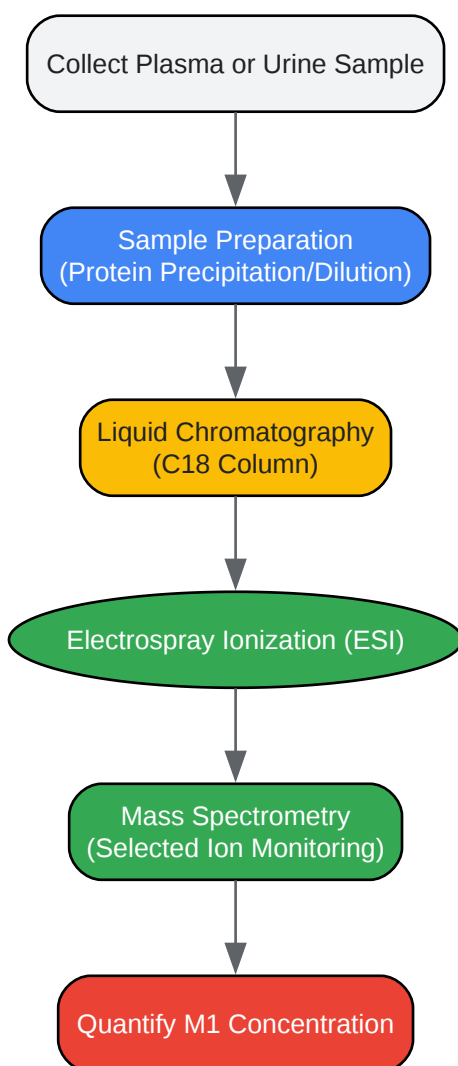 Collect Plasma or Urine Sample
Sample Preparation
(Protein Precipitation/Dilution)
Liquid Chromatography
(C18 Column)
Electrospray Ionization (ESI)
Mass Spectrometry
(Selected Ion Monitoring)
Quantify M1 Concentration